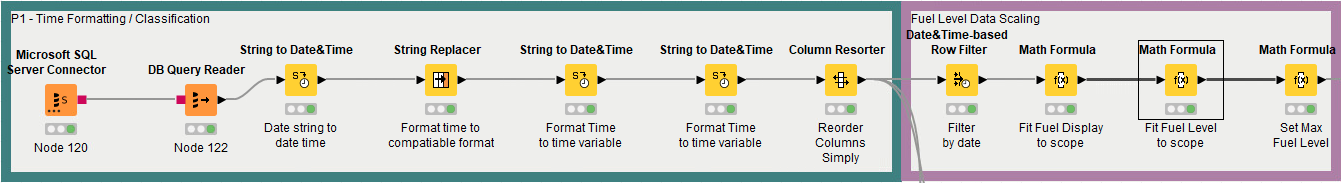 P1 - Time Formatting / Classification
Microsoft SQL
Server Connector
Node 120
DB Query Reader
Node 122
String to Date&Time
S
Date string to
date time
String Replacer
Format time to
compatiable format
String to Date&Time
S
Format Time
to time variable
String to Date&Time
S
Format Time
to time variable
Column Resorter
Reorder
Columns
Simply
Fuel Level Data Scaling
Date&Time-based
Row Filter
Filter
by date
Math Formula
f(x)
Fit Fuel Display
to scope
Math Formula
f(x)
Fit Fuel Level
to scope
Math Formula
f(x)
Set Max
Fuel Level